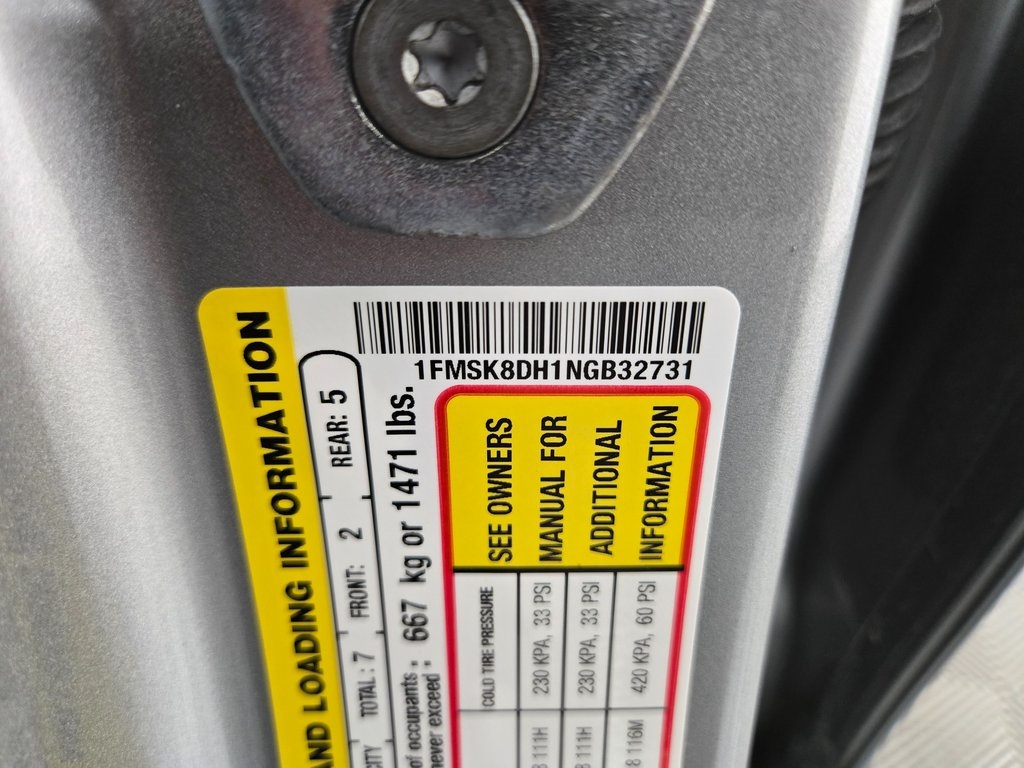 1FMSK8DH1NGB32731
AND LOADING INFORMATION
TOTAL: 7 FRONT: 2 REAR: 5
of occupants
never exceed : 667 kg or 1471 lbs.
COLD TIRE PRESSURE SEE OWNERS
111H 230 KPA, 33 PSI MANUAL FOR
111H 230 KPA, 33 PSI ADDITIONAL
116M 420 KPA, 60 PSI INFORMATION